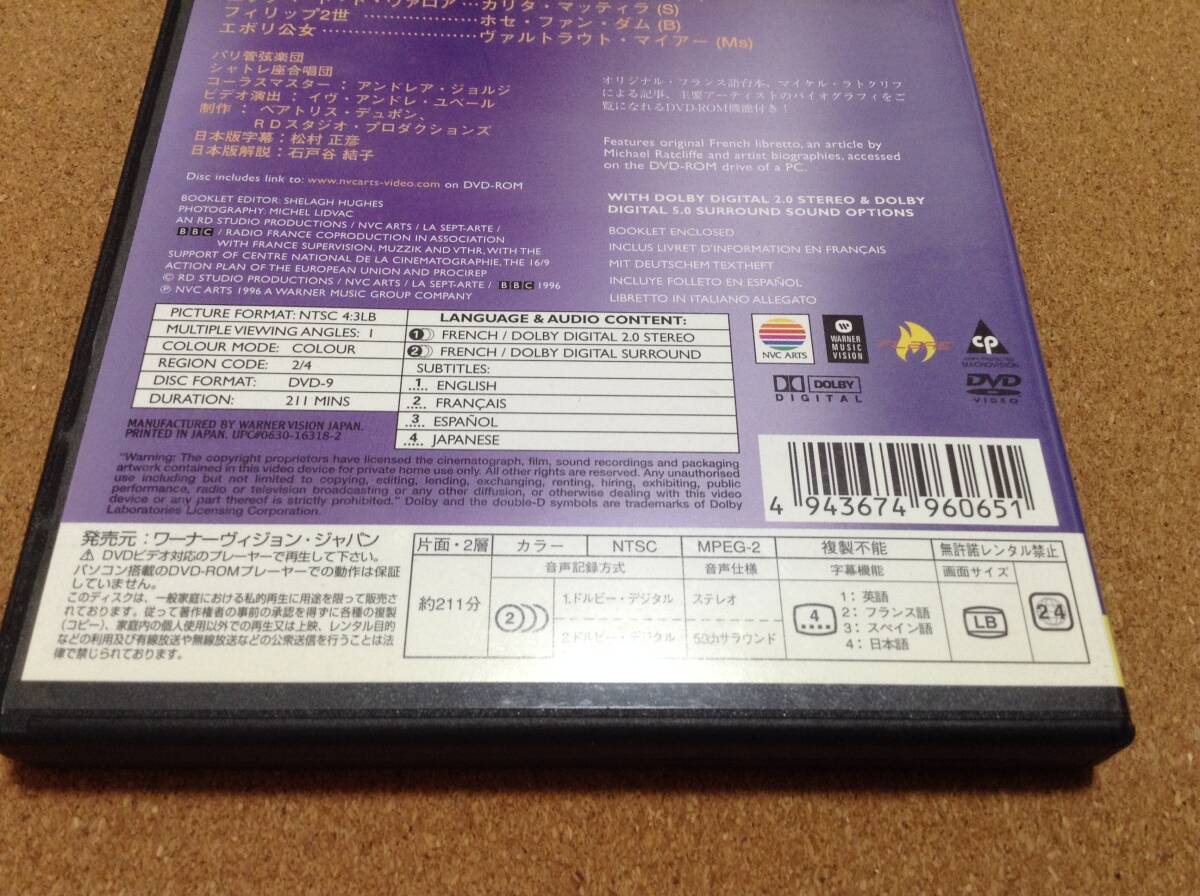 カリタ・マッティラ (S)
フィリップ2世 ………………ホセ・ファン・ダム (B)
エボリ公女……………………ヴァルトラウト・マイアー (Ms)
パリ管弦楽団
シャトレ座合唱団
コーラスマスター : アンドレア・ジョルジ
ビデオ演出 : イヴ・アンドレ・ユベール
制作 : ベアトリス・デュポン、
RDスタジオ・プロダクションズ
日本版字幕 : 松村 正彦
日本版解説 : 石戸谷 結子
Disc includes link to: www.nvcarts-video.com on DVD-ROM
BOOKLET EDITOR: SHELAGH HUGHES
PHOTOGRAPHY: MICHEL LIDVAC
AN RD STUDIO PRODUCTIONS / NVC ARTS / LA SEPT-ARTE /
BBC / RADIO FRANCE COPRODUCTION IN ASSOCIATION
WITH FRANCE SUPERVISION, MUZZIK AND VTHR, WITH THE
SUPPORT OF CENTRE NATIONAL DE LA CINEMATOGRAPHIE, THE 16/9
ACTION PLAN OF THE EUROPEAN UNION AND PROCIREP
© RD STUDIO PRODUCTIONS / NVC ARTS / LA SEPT-ARTE / BBC 1996
℗ NVC ARTS 1996 A WARNER MUSIC GROUP COMPANY
オリジナル・フランス語台本、マイケル・ラトクリフ
による記事、主要アーティストのバイオグラフィをご
覧になれるDVD-ROM機能付き!
Features original French libretto, an article by
Michael Ratcliffe and artist biographies, accessed
on the DVD-ROM drive of a PC.
WITH DOLBY DIGITAL 2.0 STEREO & DOLBY
DIGITAL 5.0 SURROUND SOUND OPTIONS
BOOKLET ENCLOSED
INCLUS LIVRET D'INFORMATION EN FRANÇAIS
MIT DEUTSCHEM TEXTHEFT
INCLUYE FOLLETO EN ESPAÑOL
LIBRETTO IN ITALIANO ALLEGATO
PICTURE FORMAT: NTSC 4:3LB
MULTIPLE VIEWING ANGLES: 1
COLOUR MODE: COLOUR
REGION CODE: 2/4
DISC FORMAT: DVD-9
DURATION: 211 MINS
LANGUAGE & AUDIO CONTENT:
1 FRENCH / DOLBY DIGITAL 2.0 STEREO
2 FRENCH / DOLBY DIGITAL SURROUND
SUBTITLES:
1 ENGLISH
2 FRANÇAIS
3 ESPAÑOL
4 JAPANESE
NVC ARTS
WARNER MUSIC VISION
FLARE
cp
MACROVISION
DOLBY
DIGITAL
DVD
VIDEO
MANUFACTURED BY WARNERVISION JAPAN.
PRINTED IN JAPAN. UPC#0630-16318-2
"Warning: The copyright proprietors have licensed the cinematograph, film, sound recordings and packaging
artwork contained in this video device for private home use only. All other rights are reserved. Any unauthorised
use including but not limited to copying, editing, lending, exchanging, renting, hiring, exhibiting, public
performance, radio or television broadcasting or any other diffusion, or otherwise dealing with this video
device or any part thereof is strictly prohibited." Dolby and the double-D symbols are trademarks of Dolby
Laboratories Licensing Corporation.
4 943674 960651
発売元 : ワーナーヴィジョン・ジャパン
⚠ DVDビデオ対応のプレーヤーで再生して下さい。
パソコン搭載のDVD-ROMプレーヤーでの動作は保証
していません。
このディスクは、一般家庭における私的再生に用途を限って販売さ
れています。従って著作権者の事前の承認を得ずに各種の複製
(コピー)、家庭内の個人使用以外での再生又は上映、レンタル目的
などの利用及び有線放送や無線放送などの公衆送信を行うことは法
律で禁じられております。
片面・2層 カラー NTSC MPEG-2 複製不能 無許諾レンタル禁止
音声記録方式 音声仕様 字幕機能 画面サイズ
約211分
2
1.ドルビー・デジタル ステレオ
2.ドルビー・デジタル 5.0chサラウンド
4
1 : 英語
2 : フランス語
3 : スペイン語
4 : 日本語
LB
2 4